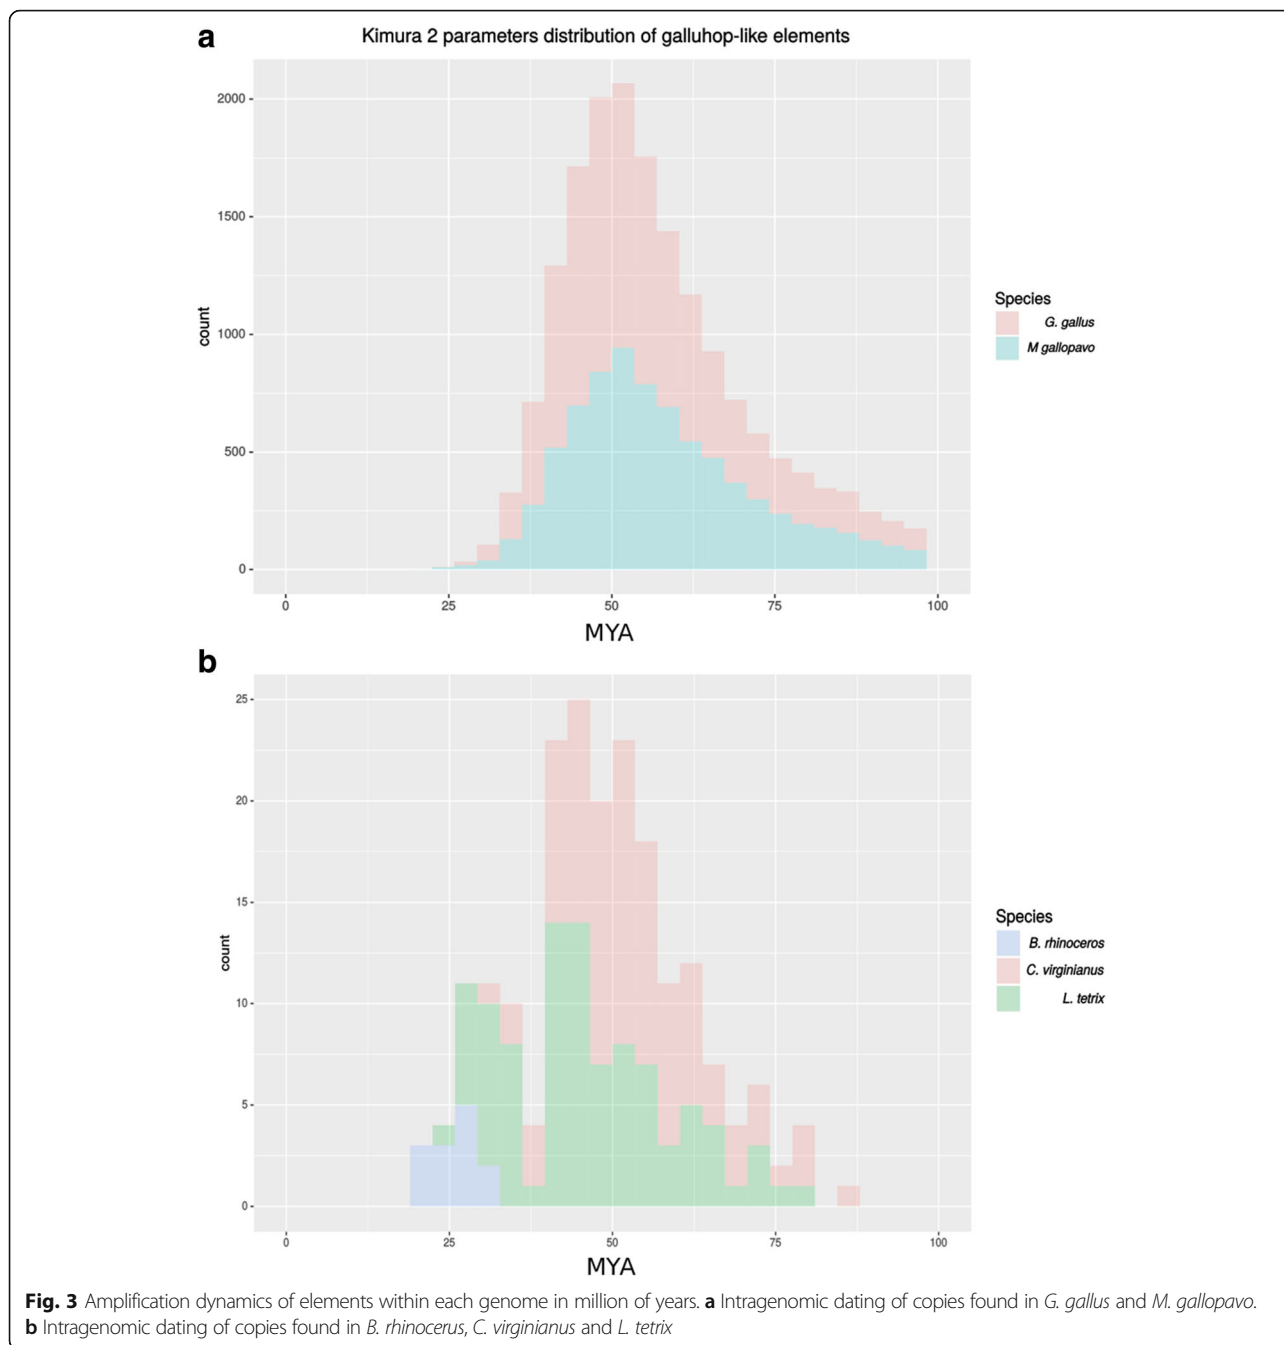 a
Kimura 2 parameters distribution of galluhop-like elements
2000
1500
1000
500
0
count
0 25 50 75 100
MYA
Species
G. gallus
M gallopavo
b
25
20
15
10
5
0
count
0 25 50 75 100
MYA
Species
B. rhinoceros
C. virginianus
L. tetrix
Fig. 3 Amplification dynamics of elements within each genome in million of years. a Intragenomic dating of copies found in G. gallus and M. gallopavo.
b Intragenomic dating of copies found in B. rhinocerus, C. virginianus and L. tetrix